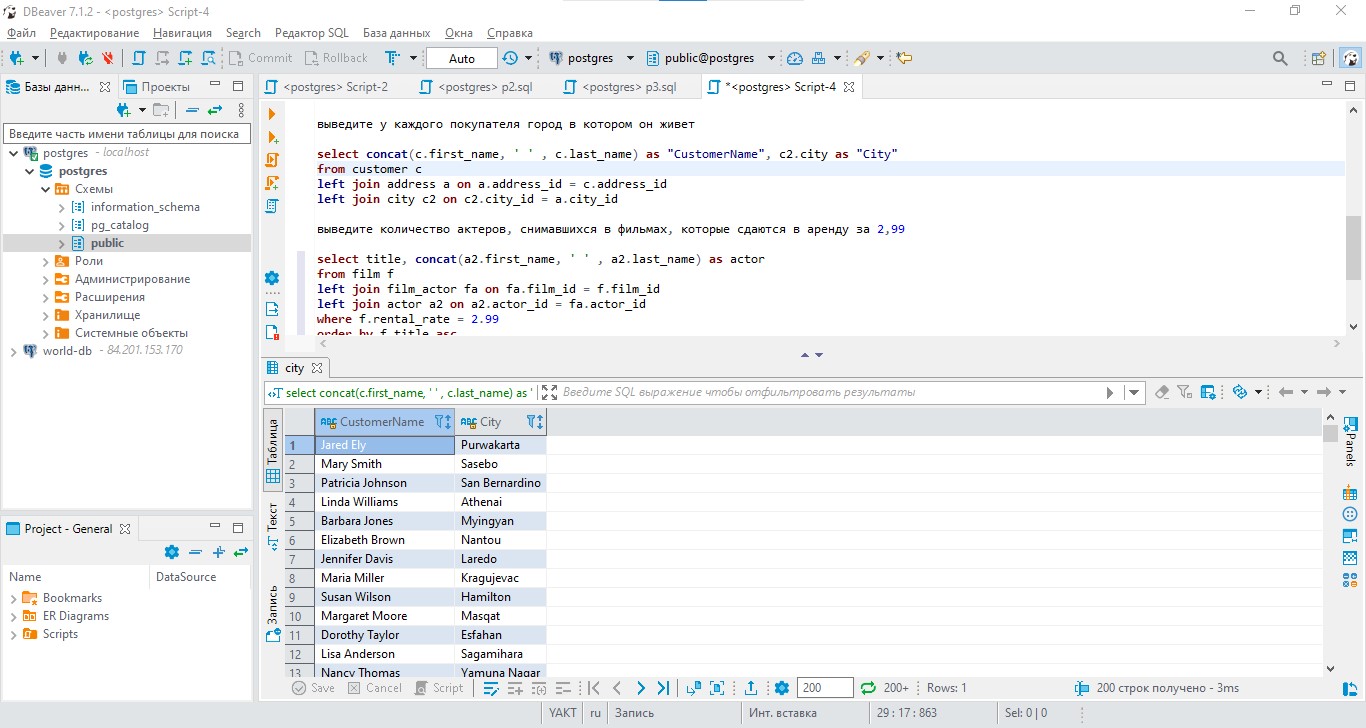 DBeaver 7.1.2 - <postgres> Script-4
Файл Редактирование Навигация Search Редактор SQL База данных Окна Справка
Commit Rollback Auto postgres public@postgres
Базы данн... Проекты
<postgres> Script-2 <postgres> p2.sql <postgres> p3.sql *<postgres> Script-4
Введите часть имени таблицы для поиска
postgres - localhost
postgres
Схемы
information_schema
pg_catalog
public
Роли
Администрирование
Расширения
Хранилище
Системные объекты
world-db - 84.201.153.170
выведите у каждого покупателя город в котором он живет
select concat(c.first_name, ' ' , c.last_name) as "CustomerName", c2.city as "City"
from customer c
left join address a on a.address_id = c.address_id
left join city c2 on c2.city_id = a.city_id
выведите количество актеров, снимавшихся в фильмах, которые сдаются в аренду за 2,99
select title, concat(a2.first_name, ' ' , a2.last_name) as actor
from film f
left join film_actor fa on fa.film_id = f.film_id
left join actor a2 on a2.actor_id = fa.actor_id
where f.rental_rate = 2.99
order by f.title asc
city
select concat(c.first_name, ' ' , c.last_name) as ' Введите SQL выражение чтобы отфильтровать результаты
Таблица
Текст
Запись
Panels
ABC CustomerName ABC City
1 Jared Ely Purwakarta
2 Mary Smith Sasebo
3 Patricia Johnson San Bernardino
4 Linda Williams Athenai
5 Barbara Jones Myingyan
6 Elizabeth Brown Nantou
7 Jennifer Davis Laredo
8 Maria Miller Kragujevac
9 Susan Wilson Hamilton
10 Margaret Moore Masqat
11 Dorothy Taylor Esfahan
12 Lisa Anderson Sagamihara
13 Nancy Thomas Yamuna Nagar
Project - General
Name DataSource
Bookmarks
ER Diagrams
Scripts
Save Cancel Script 200 200+ Rows: 1 200 строк получено - 3ms
YAKT ru Запись Инт. вставка 29 : 17 : 863 Sel: 0 | 0